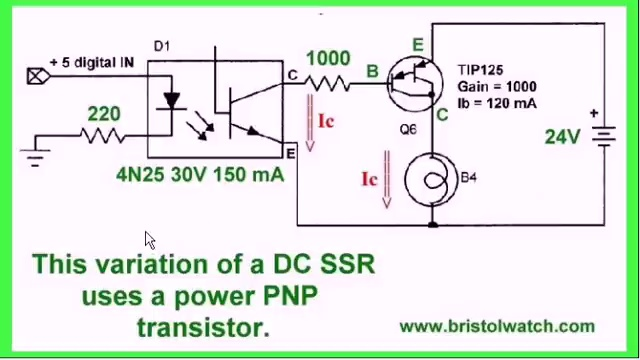 D1
+ 5 digital IN
220
4N25 30V 150 mA
C
E
1000
Ic
B
E
C
Q6
TIP125
Gain = 1000
Ib = 120 mA
Ic
B4
24V
+
This variation of a DC SSR
uses a power PNP
transistor.
www.bristolwatch.com